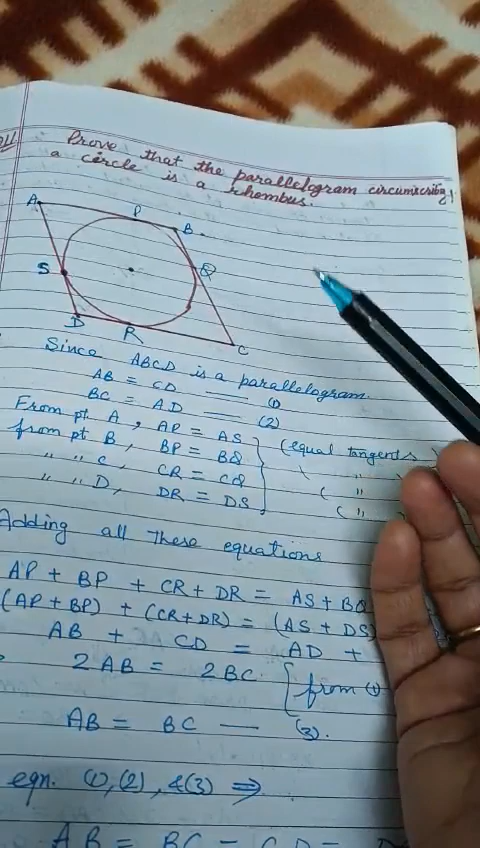 Prove that the parallelogram circumscribing
a circle is a rhombus.
A
P
B
S
Q
D
R
C
Since ABCD is a parallelogram.
AB = CD —— (1)
BC = AD —— (2)
From pt A, AP = AS (equal tangents)
from pt B, BP = BQ ( "
" " C, CR = CQ ( "
" " D, DR = DS ( "
Adding all these equations
AP + BP + CR + DR = AS + BQ
(AP + BP) + (CR + DR) = (AS + DS)
AB + CD = AD +
2AB = 2BC [from (1)
AB = BC — (3).
eqn. (1), (2), & (3) ⇒
AB = BC = CD =